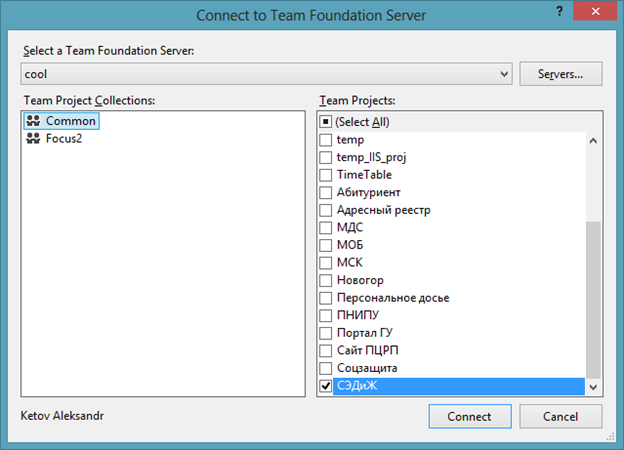 Connect to Team Foundation Server
?
Select a Team Foundation Server:
cool
Servers...
Team Project Collections:
Common
Focus2
Team Projects:
(Select All)
temp
temp_IIS_proj
TimeTable
Абитуриент
Адресный реестр
МДС
МОБ
МСК
Новогор
Персональное досье
ПНИПУ
Портал ГУ
Сайт ПЦРП
Соцзащита
СЭДиЖ
Ketov Aleksandr
Connect
Cancel